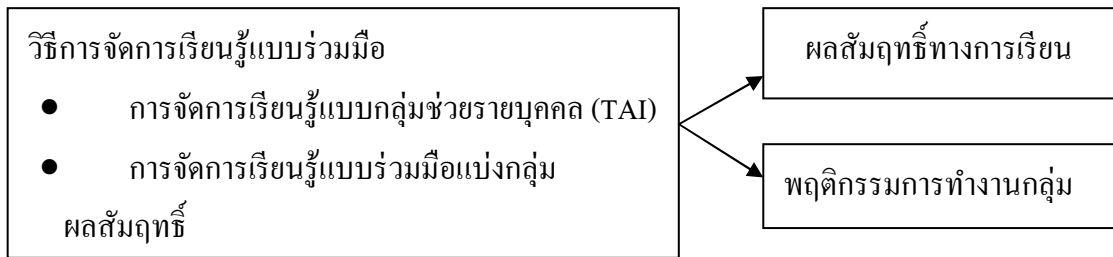 วิธีการจัดการเรียนรู้แบบร่วมมือ
● การจัดการเรียนรู้แบบกลุ่มช่วยรายบุคคล (TAI)
● การจัดการเรียนรู้แบบร่วมมือแบ่งกลุ่ม
ผลสัมฤทธิ์
ผลสัมฤทธิ์ทางการเรียน
พฤติกรรมการทำงานกลุ่ม